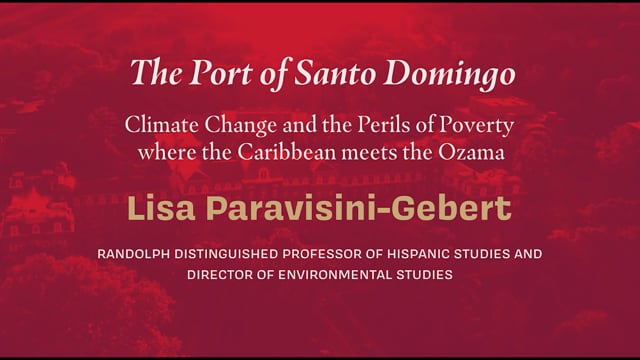 The Port of Santo Domingo
Climate Change and the Perils of Poverty
where the Caribbean meets the Ozama
Lisa Paravisini-Gebert
RANDOLPH DISTINGUISHED PROFESSOR OF HISPANIC STUDIES AND
DIRECTOR OF ENVIRONMENTAL STUDIES